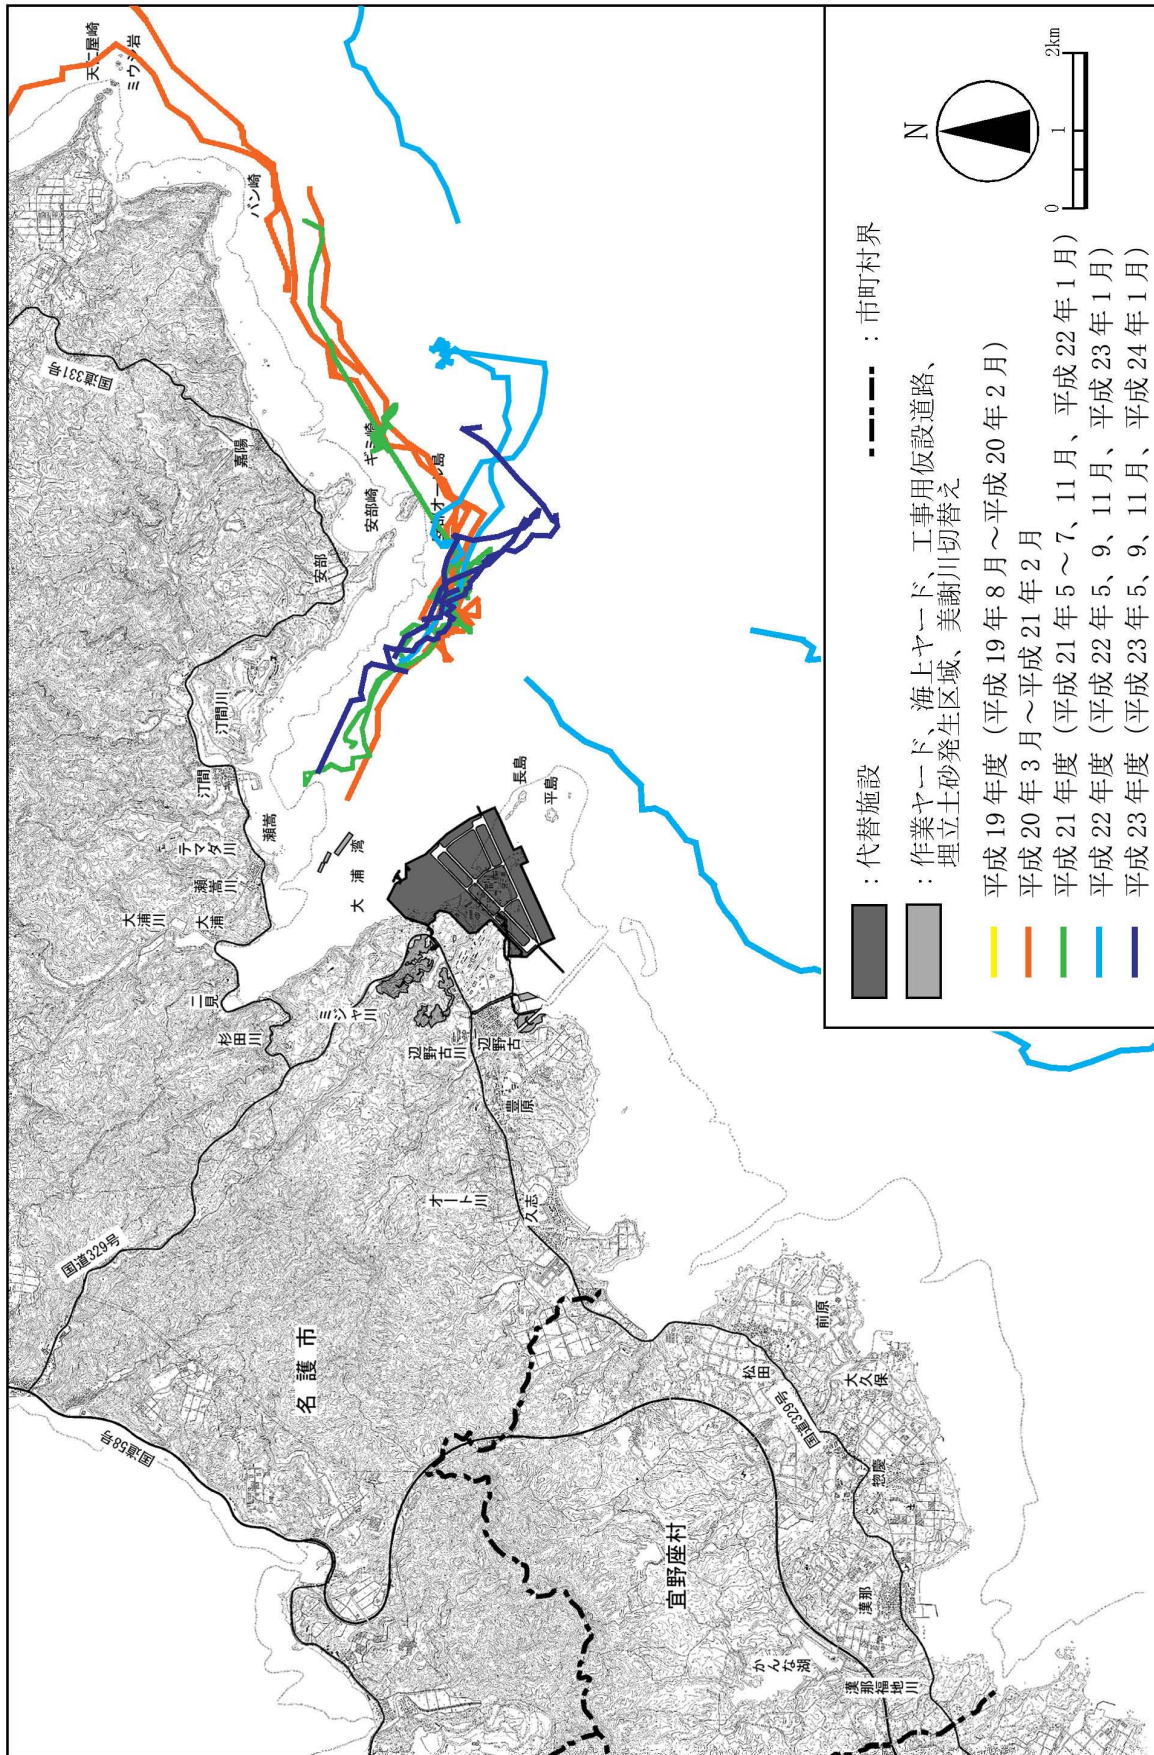 天仁屋崎
ミウシ岩
バン崎
国道331号
嘉陽
ギミ崎
安部崎
安部オール島
安部
汀間川
汀間
瀬嵩
テマダ川
瀬嵩川
大浦川
大浦
大浦湾
二見
杉田川
ミジャ川
辺野古川
辺野古
豊原
長島
平島
国道329号
オート川
久志
名護市
国道58号
松田
前原
大久保
国道329号
惣慶
宜野座村
漢那
かんな湖
漢那福地川
N
0 1 2km
：代替施設
：市町村界
：作業ヤード、海上ヤード、工事用仮設道路、
埋立土砂発生区域、美謝川切替え
平成19年度（平成19年8月～平成20年2月）
平成20年3月～平成21年2月
平成21年度（平成21年5～7、11月、平成22年1月）
平成22年度（平成22年5、9、11月、平成23年1月）
平成23年度（平成23年5、9、11月、平成24年1月）